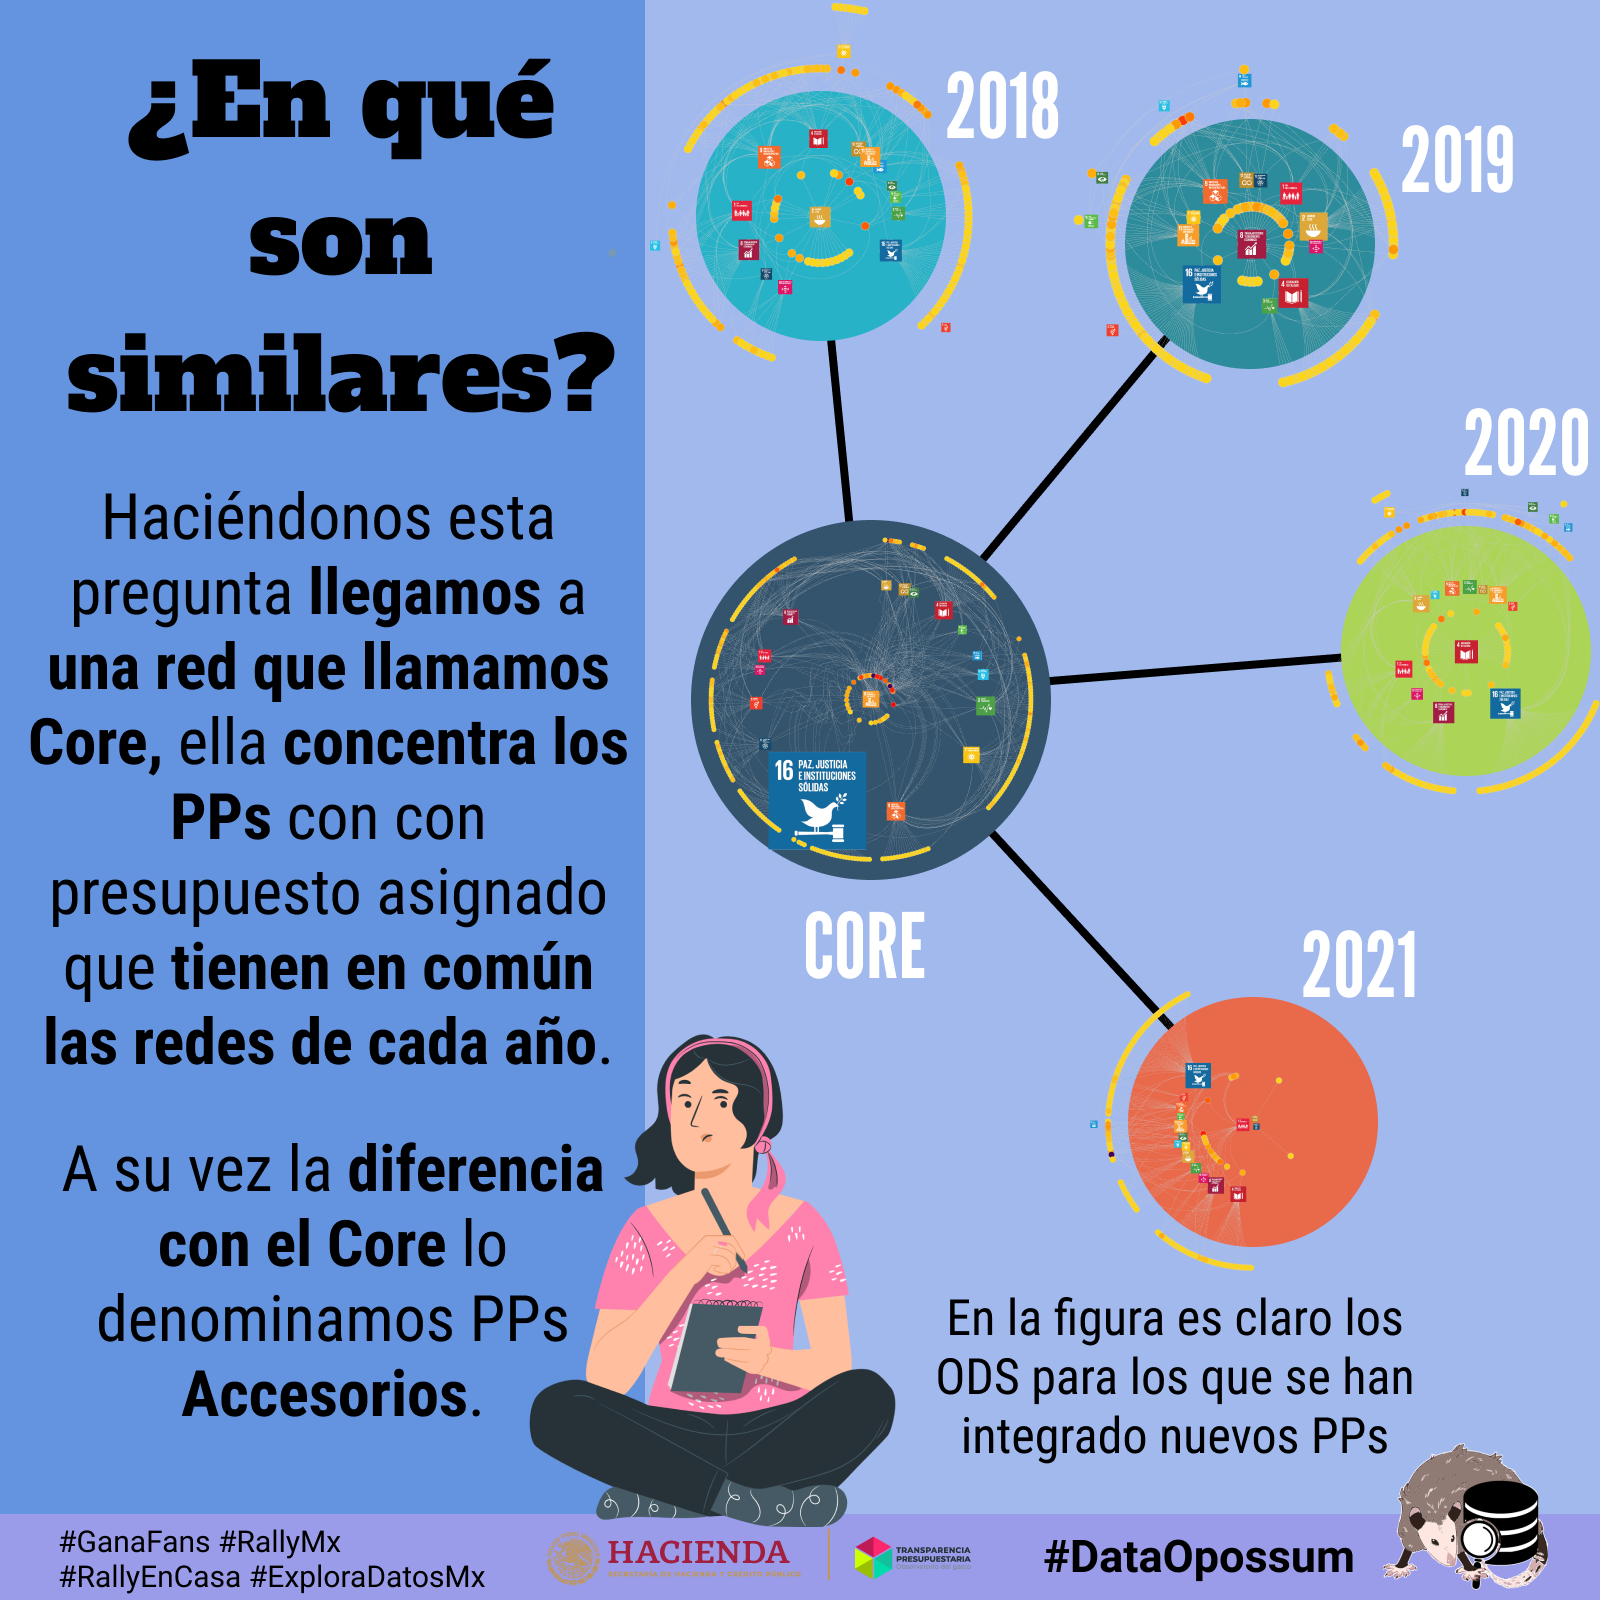 ¿En qué
son
similares?
Haciéndonos esta
pregunta llegamos a
una red que llamamos
Core, ella concentra los
PPs con con
presupuesto asignado
que tienen en común
las redes de cada año.
A su vez la diferencia
con el Core lo
denominamos PPs
Accesorios.
2018
2019
2020
16 PAZ, JUSTICIA
E INSTITUCIONES
SÓLIDAS
CORE
2021
En la figura es claro los
ODS para los que se han
integrado nuevos PPs
#GanaFans #RallyMx
#RallyEnCasa #ExploraDatosMx
HACIENDA
SECRETARÍA DE HACIENDA Y CRÉDITO PÚBLICO
TRANSPARENCIA
PRESUPUESTARIA
Observatorio del gasto
#DataOpossum